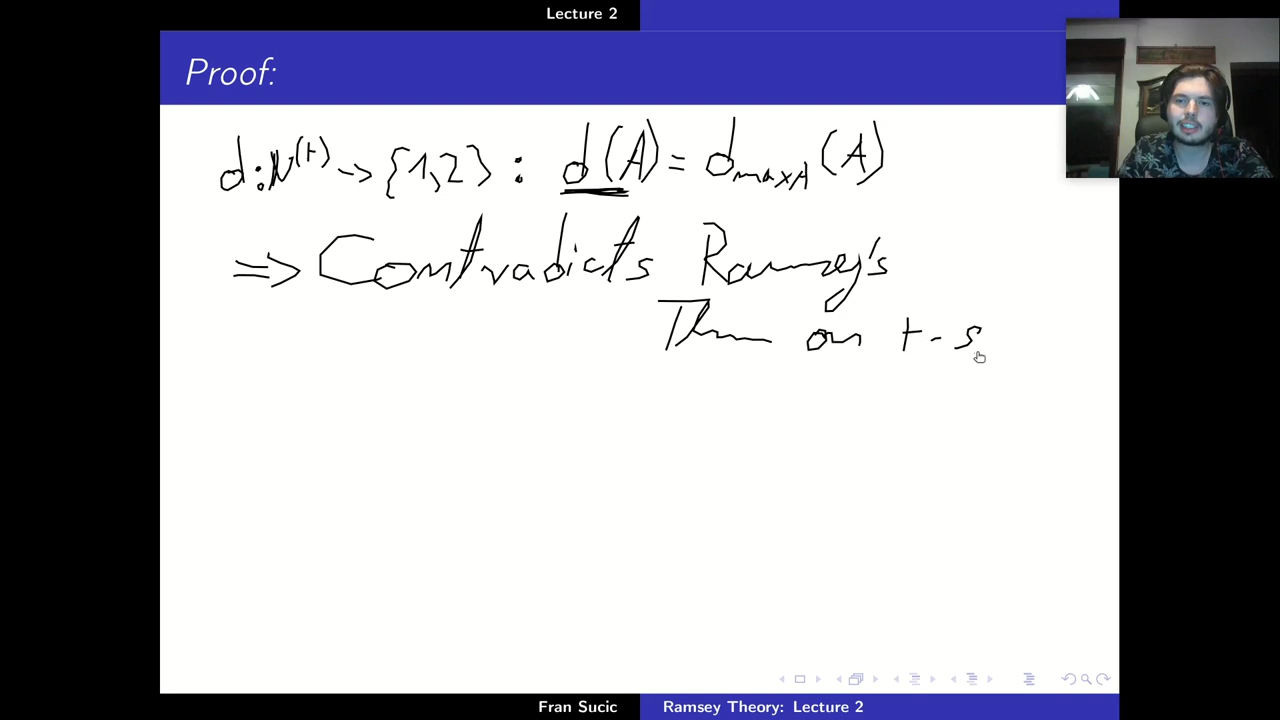 Lecture 2
Proof:
d:ℕ^(t) → {1,2} : d(A) = d_maxA (A)
⇒ Contradicts Ramsey's
Thm on t-s
Fran Sucic Ramsey Theory: Lecture 2